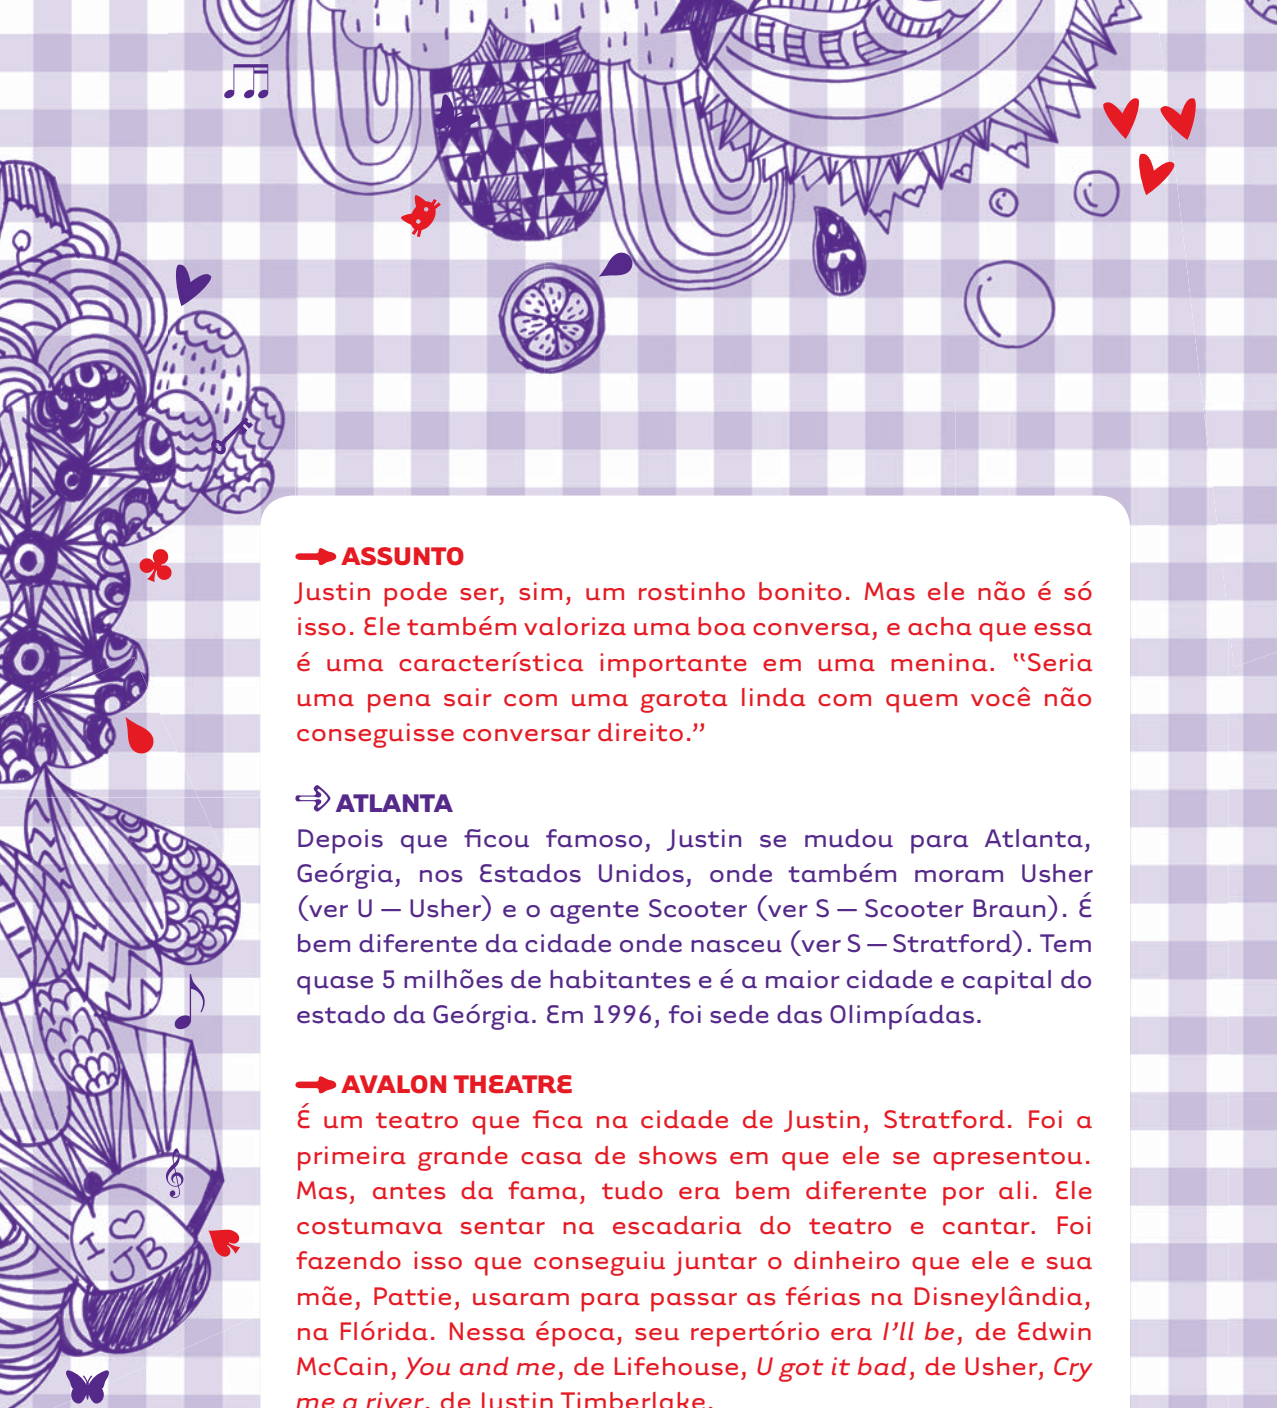 ASSUNTO
Justin pode ser, sim, um rostinho bonito. Mas ele não é só
isso. Ele também valoriza uma boa conversa, e acha que essa
é uma característica importante em uma menina. “Seria
uma pena sair com uma garota linda com quem você não
conseguisse conversar direito.”
ATLANTA
Depois que ficou famoso, Justin se mudou para Atlanta,
Geórgia, nos Estados Unidos, onde também moram Usher
(ver U — Usher) e o agente Scooter (ver S — Scooter Braun). É
bem diferente da cidade onde nasceu (ver S — Stratford). Tem
quase 5 milhões de habitantes e é a maior cidade e capital do
estado da Geórgia. Em 1996, foi sede das Olimpíadas.
AVALON THEATRE
É um teatro que fica na cidade de Justin, Stratford. Foi a
primeira grande casa de shows em que ele se apresentou.
Mas, antes da fama, tudo era bem diferente por ali. Ele
costumava sentar na escadaria do teatro e cantar. Foi
fazendo isso que conseguiu juntar o dinheiro que ele e sua
mãe, Pattie, usaram para passar as férias na Disneylândia,
na Flórida. Nessa época, seu repertório era I’ll be, de Edwin
McCain, You and me, de Lifehouse, U got it bad, de Usher, Cry
me a river, de Justin Timberlake.
I
JB